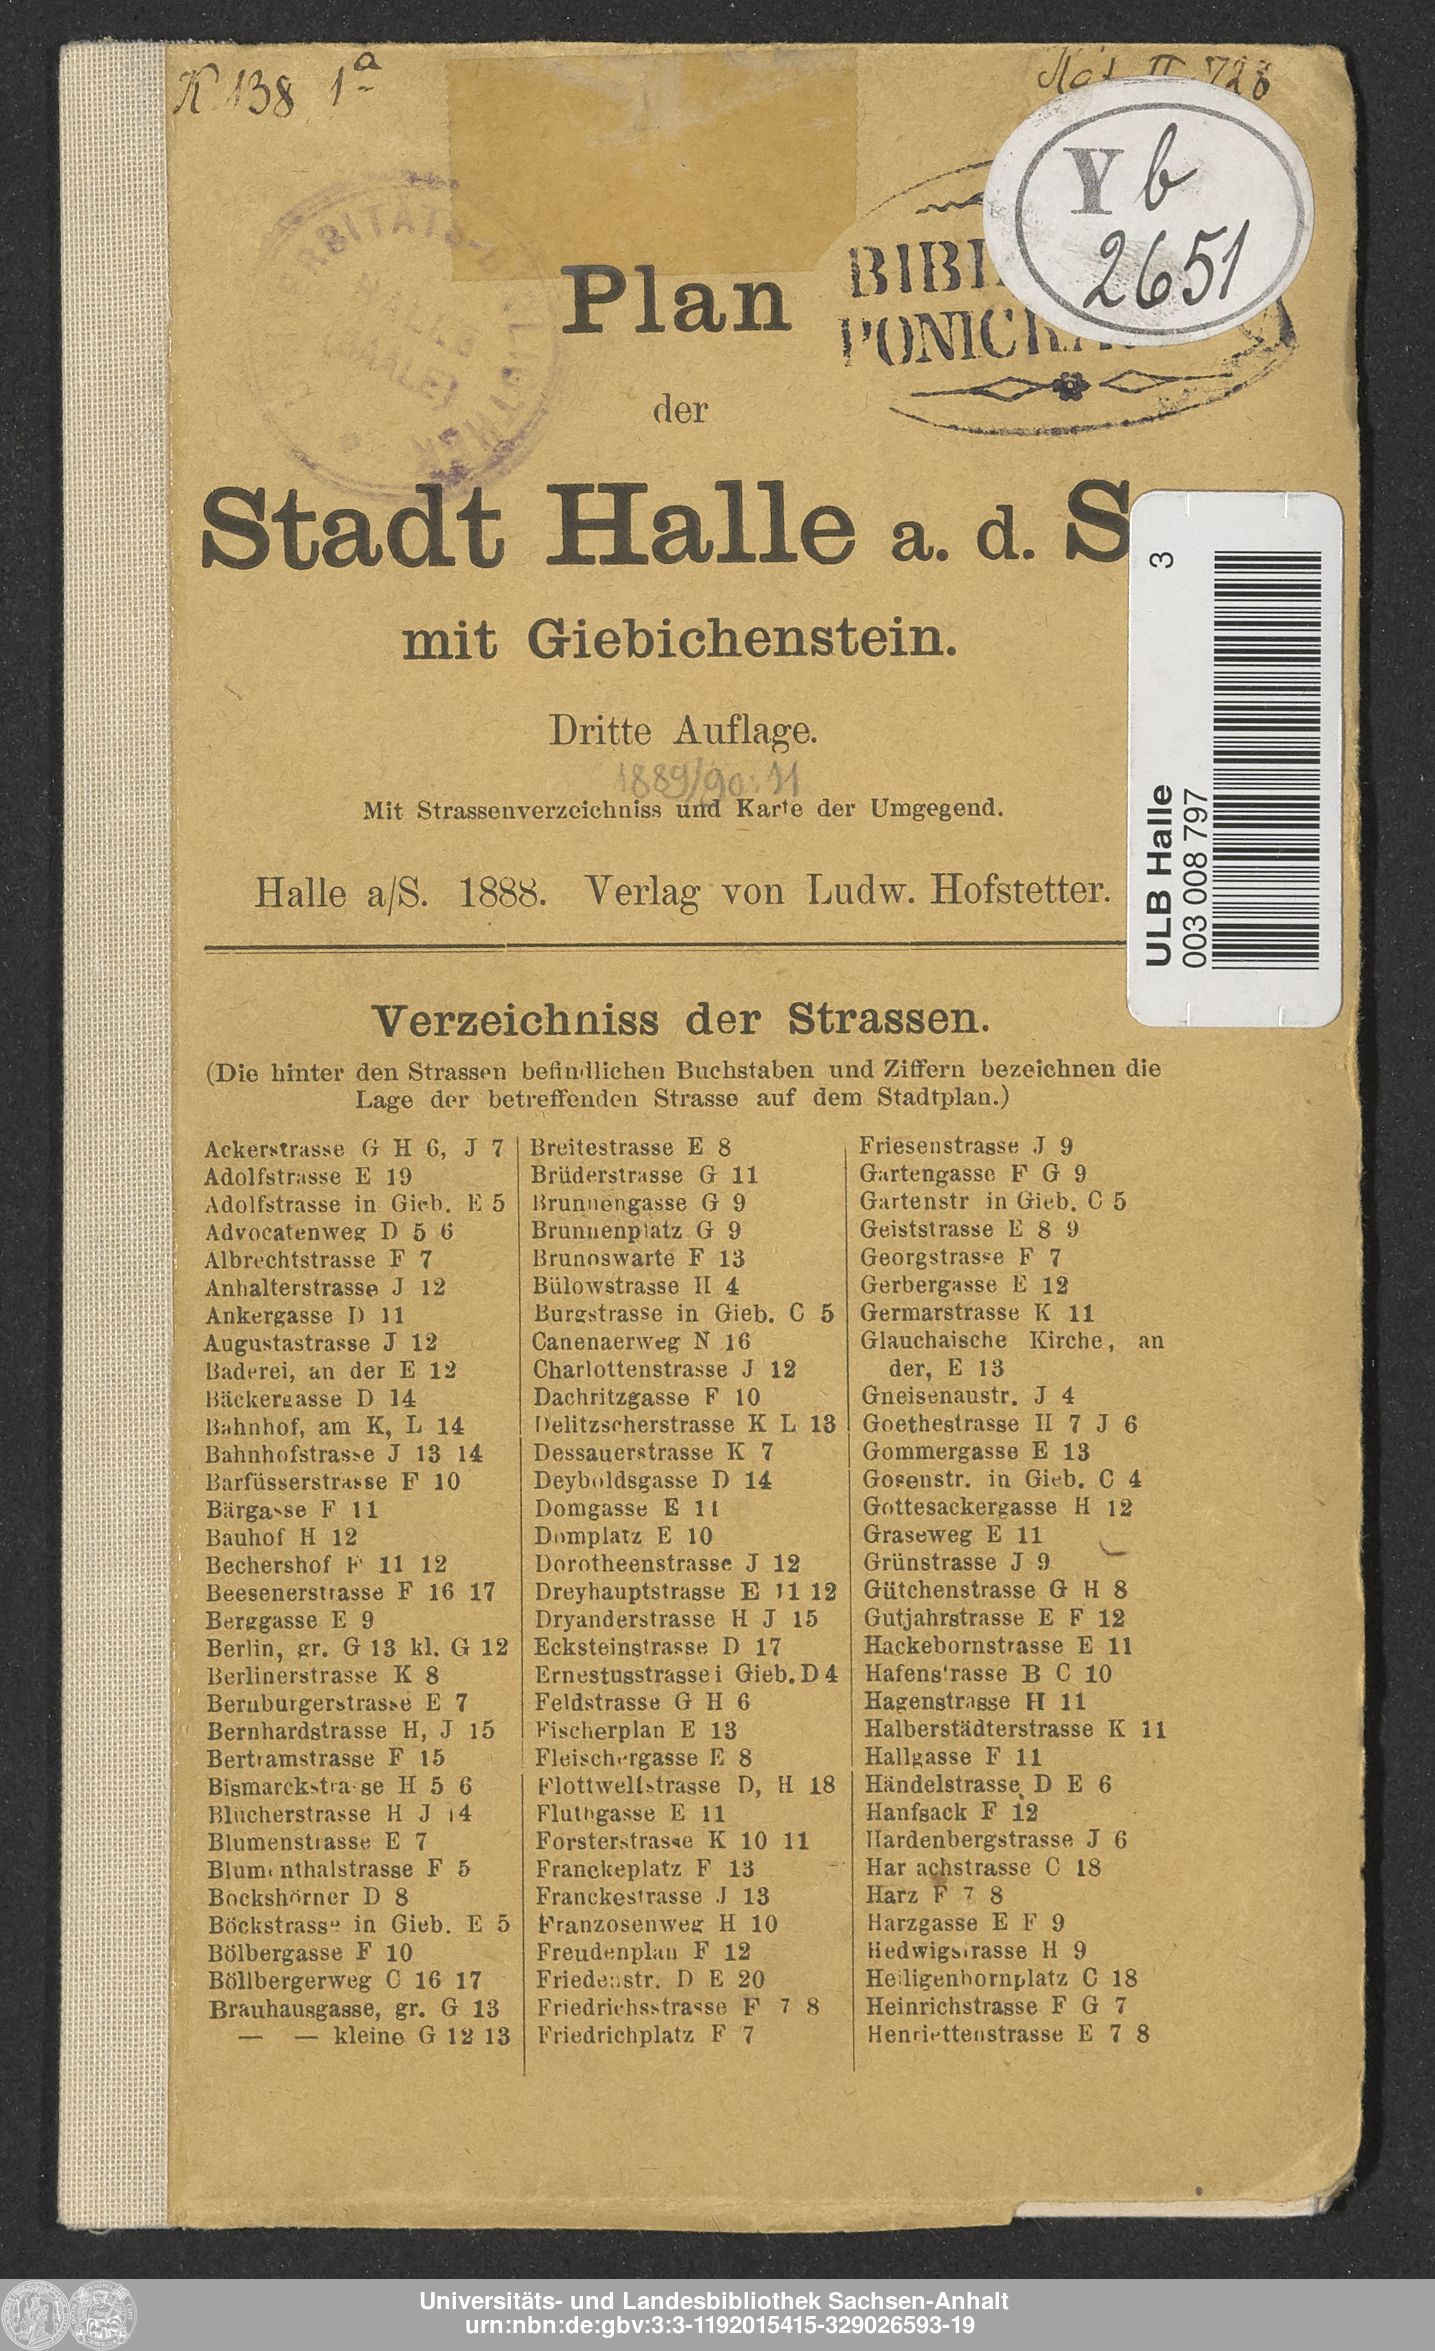 K 138 1a
728
Y b
2651
BIBL
Plan
der
Stadt Halle a. d. S
mit Giebichenstein.
Dritte Auflage.
1889/90: 11
Mit Strassenverzeichniss und Karte der Umgegend.
Halle a/S. 1888. Verlag von Ludw. Hofstetter.
3
ULB Halle
003 008 797
Verzeichniss der Strassen.
(Die hinter den Strassen befindlichen Buchstaben und Ziffern bezeichnen die
Lage der betreffenden Strasse auf dem Stadtplan.)
Ackerstrasse G H 6, J 7
Adolfstrasse E 19
Adolfstrasse in Gieb. E 5
Advocatenweg D 5 6
Albrechtstrasse F 7
Anhalterstrasse J 12
Ankergasse D 11
Augustastrasse J 12
Baderei, an der E 12
Bäckergasse D 14
Bahnhof, am K, L 14
Bahnhofstrasse J 13 14
Barfüsserstrasse F 10
Bärgasse F 11
Bauhof H 12
Bechershof F 11 12
Beesenerstrasse F 16 17
Berggasse E 9
Berlin, gr. G 13 kl. G 12
Berlinerstrasse K 8
Bernburgerstrasse E 7
Bernhardstrasse H, J 15
Bertramstrasse F 15
Bismarckstrasse H 5 6
Blücherstrasse H J 14
Blumenstrasse E 7
Blumenthalstrasse F 5
Bockshörner D 8
Böckstrasse in Gieb. E 5
Bölbergasse F 10
Böllbergerweg C 16 17
Brauhausgasse, gr. G 13
— — kleine G 12 13
Breitestrasse E 8
Brüderstrasse G 11
Brunnengasse G 9
Brunnenplatz G 9
Brunoswarte F 13
Bülowstrasse H 4
Burgstrasse in Gieb. C 5
Canenaerweg N 16
Charlottenstrasse J 12
Dachritzgasse F 10
Delitzscherstrasse K L 13
Dessauerstrasse K 7
Deyboldsgasse D 14
Domgasse E 11
Domplatz E 10
Dorotheenstrasse J 12
Dreyhauptstrasse E 11 12
Dryanderstrasse H J 15
Ecksteinstrasse D 17
Ernestusstrasse i Gieb. D 4
Feldstrasse G H 6
Fischerplan E 13
Fleischergasse E 8
Flottwellstrasse D, H 18
Fluthgasse E 11
Forsterstrasse K 10 11
Franckeplatz F 13
Franckestrasse J 13
Franzosenweg H 10
Freudenplan F 12
Friedenstr. D E 20
Friedrichsstrasse F 7 8
Friedrichplatz F 7
Friesenstrasse J 9
Gartengasse F G 9
Gartenstr in Gieb. C 5
Geiststrasse E 8 9
Georgstrasse F 7
Gerbergasse E 12
Germarstrasse K 11
Glauchaische Kirche, an
der, E 13
Gneisenaustr. J 4
Goethestrasse H 7 J 6
Gommergasse E 13
Gosenstr. in Gieb. C 4
Gottesackergasse H 12
Graseweg E 11
Grünstrasse J 9
Gütchenstrasse G H 8
Gutjahrstrasse E F 12
Hackebornstrasse E 11
Hafenstrasse B C 10
Hagenstrasse H 11
Halberstädterstrasse K 11
Hallgasse F 11
Händelstrasse D E 6
Hanfsack F 12
Hardenbergstrasse J 6
Har achstrasse C 18
Harz F 7 8
Harzgasse E F 9
Hedwigstrasse H 9
Heiligenbornplatz C 18
Heinrichstrasse F G 7
Henriettenstrasse E 7 8
Universitäts- und Landesbibliothek Sachsen-Anhalt
urn:nbn:de:gbv:3:3-1192015415-329026593-19